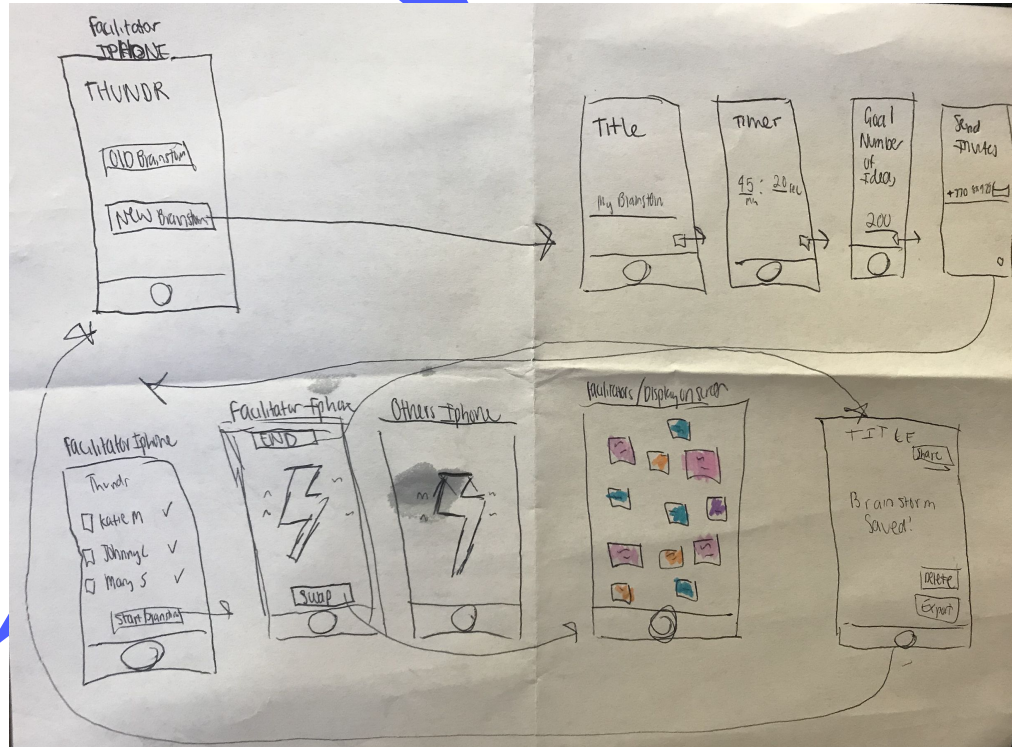 Facilitator
IPHONE
THUNDR
OLD Brainstorm
NEW Brainstorm
Title
My Brainstorm
Timer
45 : 20 sec
min
Goal
Number
of
Ideas
200
Send
Invites
+770
Facilitator Iphone
Thundr
Katie M
Johnny C
Mary S
Start Brainstorm
Facilitator Iphone
END
SWAP
Others Iphone
Facilitators / Display on screen
TITLE
Share
Brainstorm
Saved!
Delete
Export